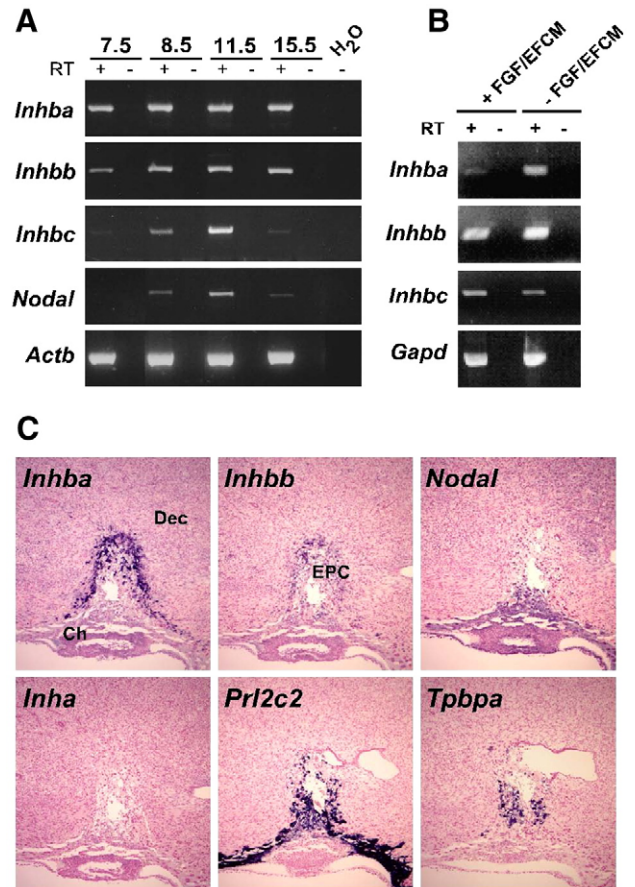 A
7.5 8.5 11.5 15.5 H2O
RT + - + - + - + - -
Inhba
Inhbb
Inhbc
Nodal
Actb
B
+ FGF/EFCM - FGF/EFCM
RT + - + -
Inhba
Inhbb
Inhbc
Gapd
C
Inhba Inhbb Nodal
Dec
EPC
Ch
Inha Prl2c2 Tpbpa